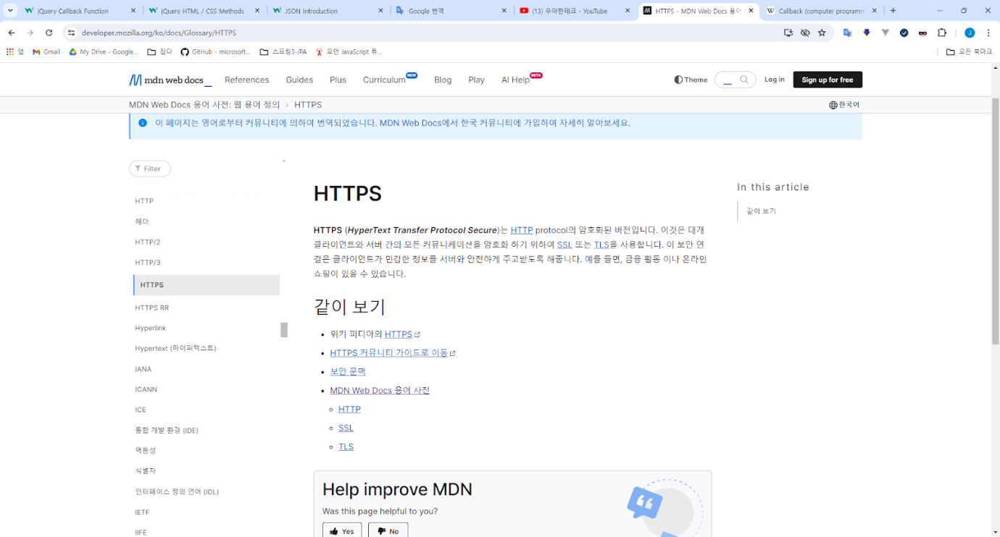 jQuery Callback Function
jQuery HTML / CSS Methods
JSON Introduction
Google 번역
(13) 우아한테크 - YouTube
HTTPS - MDN Web Docs 용어
Callback (computer programm
developer.mozilla.org/ko/docs/Glossary/HTTPS
J
앱
Gmail
My Drive - Google...
잡다
GitHub - microsoft...
스프링3-JPA
모던 JavaScript 튜...
모든 북마크
mdn web docs_
References
Guides
Plus
Curriculum NEW
Blog
Play
AI Help BETA
Theme
Log in
Sign up for free
MDN Web Docs 용어 사전: 웹 용어 정의 > HTTPS
한국어
이 페이지는 영어로부터 커뮤니티에 의하여 번역되었습니다. MDN Web Docs에서 한국 커뮤니티에 가입하여 자세히 알아보세요.
Filter
HTTP
헤더
HTTP/2
HTTP/3
HTTPS
HTTPS RR
Hyperlink
Hypertext (하이퍼텍스트)
IANA
ICANN
ICE
통합 개발 환경 (IDE)
멱등성
식별자
인터페이스 정의 언어 (IDL)
IETF
IIFE
HTTPS
HTTPS (HyperText Transfer Protocol Secure)는 HTTP protocol의 암호화된 버전입니다. 이것은 대개
클라이언트와 서버 간의 모든 커뮤니케이션을 암호화 하기 위하여 SSL 또는 TLS을 사용합니다. 이 보안 연
결은 클라이언트가 민감한 정보를 서버와 안전하게 주고받도록 해줍니다. 예를 들면, 금융 활동 이나 온라인
쇼핑이 있을 수 있습니다.
같이 보기
위키 피디아의 HTTPS
HTTPS 커뮤니티 가이드로 이동
보안 문맥
MDN Web Docs 용어 사전
HTTP
SSL
TLS
Help improve MDN
Was this page helpful to you?
Yes
No
In this article
같이 보기